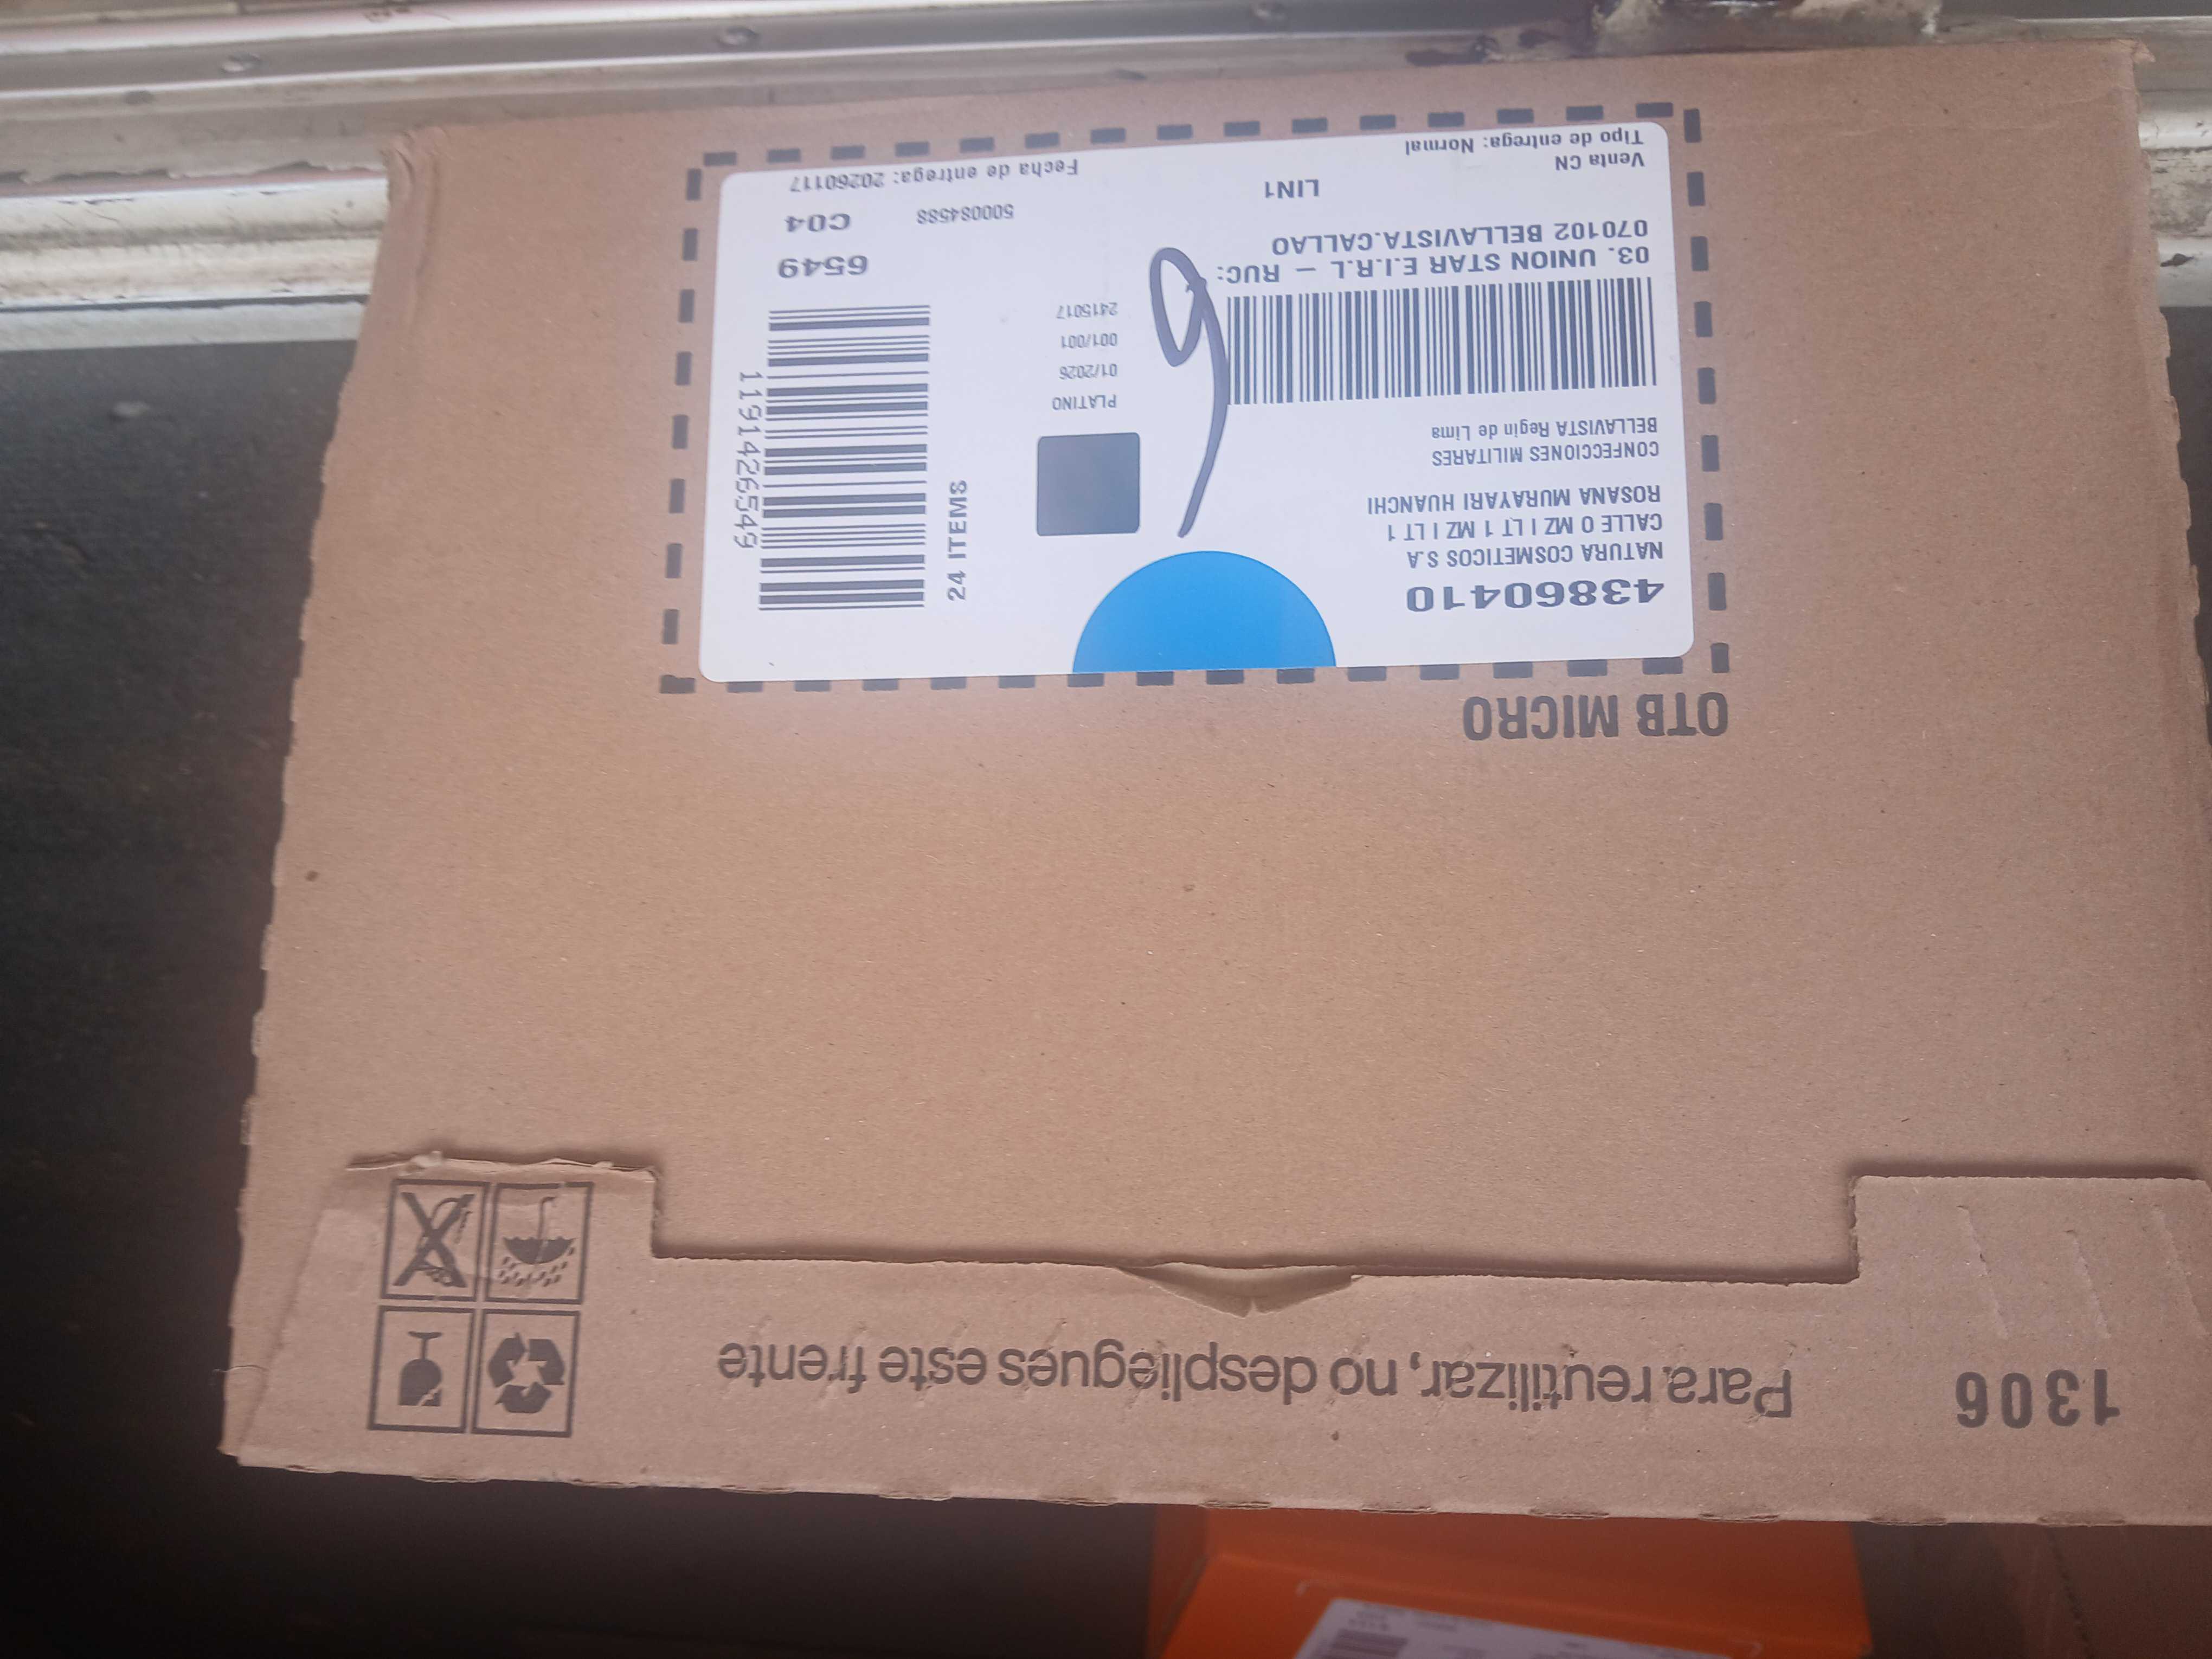 1306
Para reutilizar, no despliegues este frente
OTB MICRO
43860410
NATURA COSMETICOS S.A
CALLE O MZ I LT 1 MZ I LT 1
ROSANA MURAYARI HUANCHI
CONFECCIONES MILITARES
BELLAVISTA Regin de Lima
03. UNION STAR E.I.R.L – RUC:
070102 BELLAVISTA.CALLAO
LIN1
Venta CN
Tipo de entrega: Normal
9
PLATINO
01/2026
001/001
2415017
24 ITEMS
11914265​49
6549
500084588
C04
Fecha de entrega: 20260117